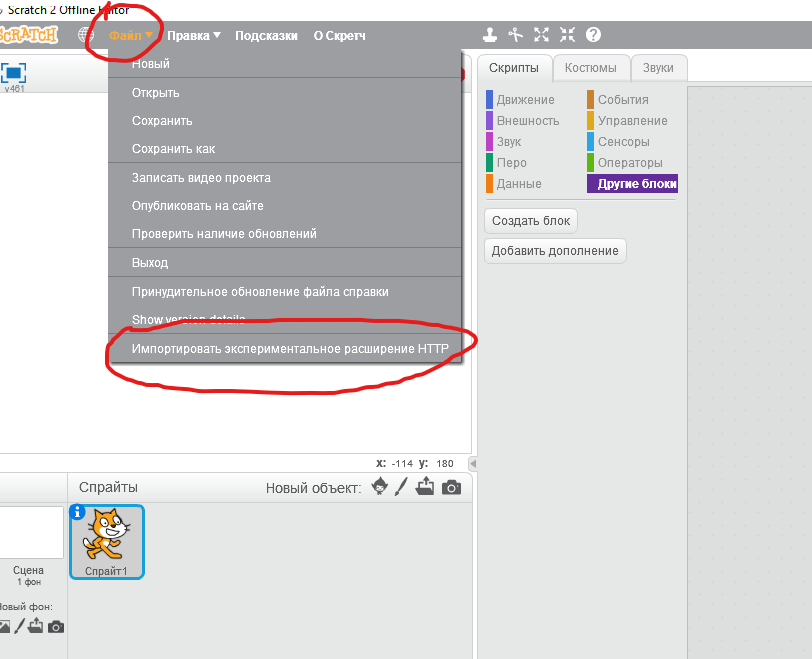 Scratch 2 Offline Editor
SCRATCH Файл Правка Подсказки О Скретч
v461
Новый
Открыть
Сохранить
Сохранить как
Записать видео проекта
Опубликовать на сайте
Проверить наличие обновлений
Выход
Принудительное обновление файла справки
Show version details
Импортировать экспериментальное расширение HTTP
Скрипты Костюмы Звуки
Движение События
Внешность Управление
Звук Сенсоры
Перо Операторы
Данные Другие блоки
Создать блок
Добавить дополнение
x: -114 y: 180
Спрайты Новый объект:
Спрайт1
Сцена
1 фон
Новый фон: